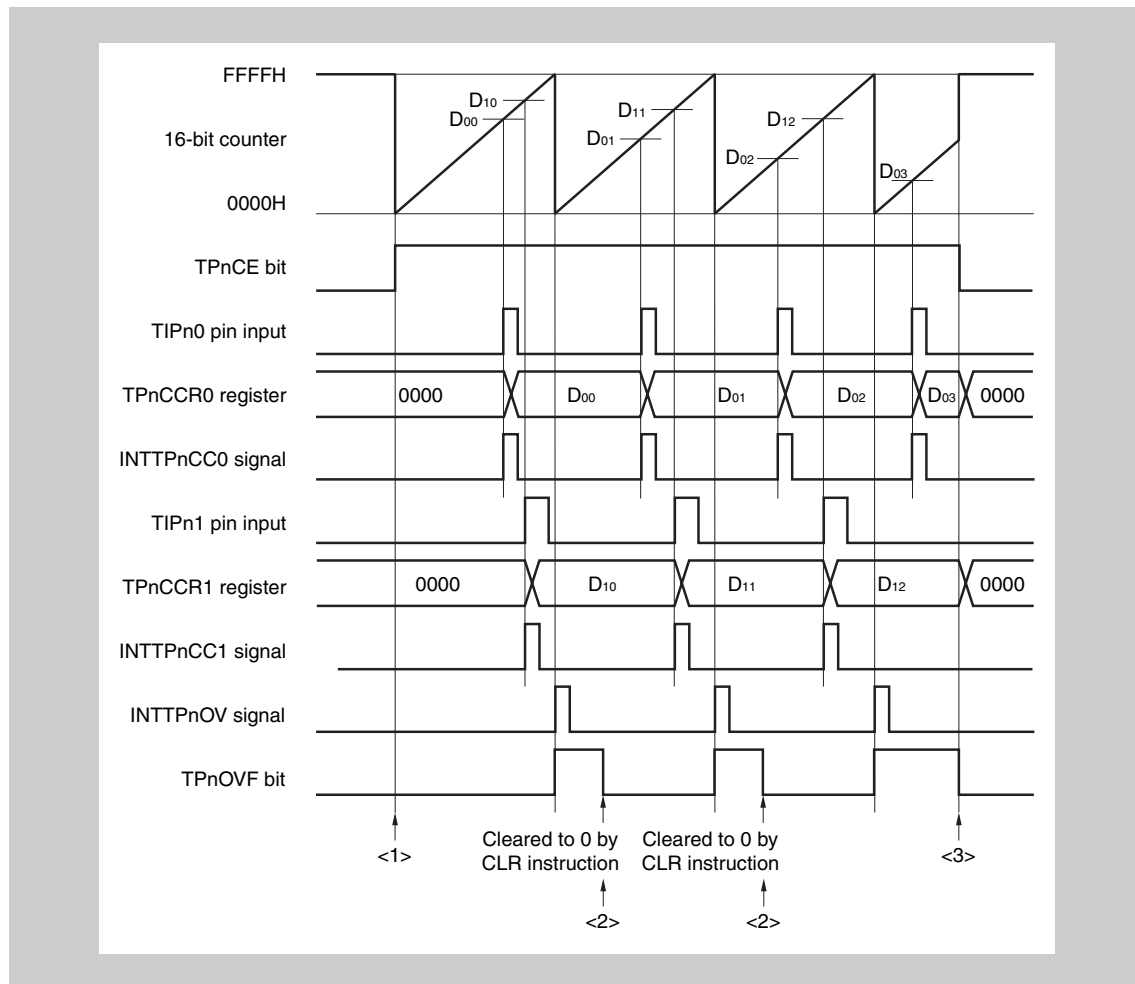 FFFFH
D10
D11
D00
D12
16-bit counter
D01
D02
D03
0000H
TPnCE bit
TIPn0 pin input
TPnCCR0 register 0000 D00 D01 D02 D03 0000
INTTPnCC0 signal
TIPn1 pin input
TPnCCR1 register 0000 D10 D11 D12 0000
INTTPnCC1 signal
INTTPnOV signal
TPnOVF bit
<1>
Cleared to 0 by
CLR instruction
<2>
Cleared to 0 by
CLR instruction
<2>
<3>